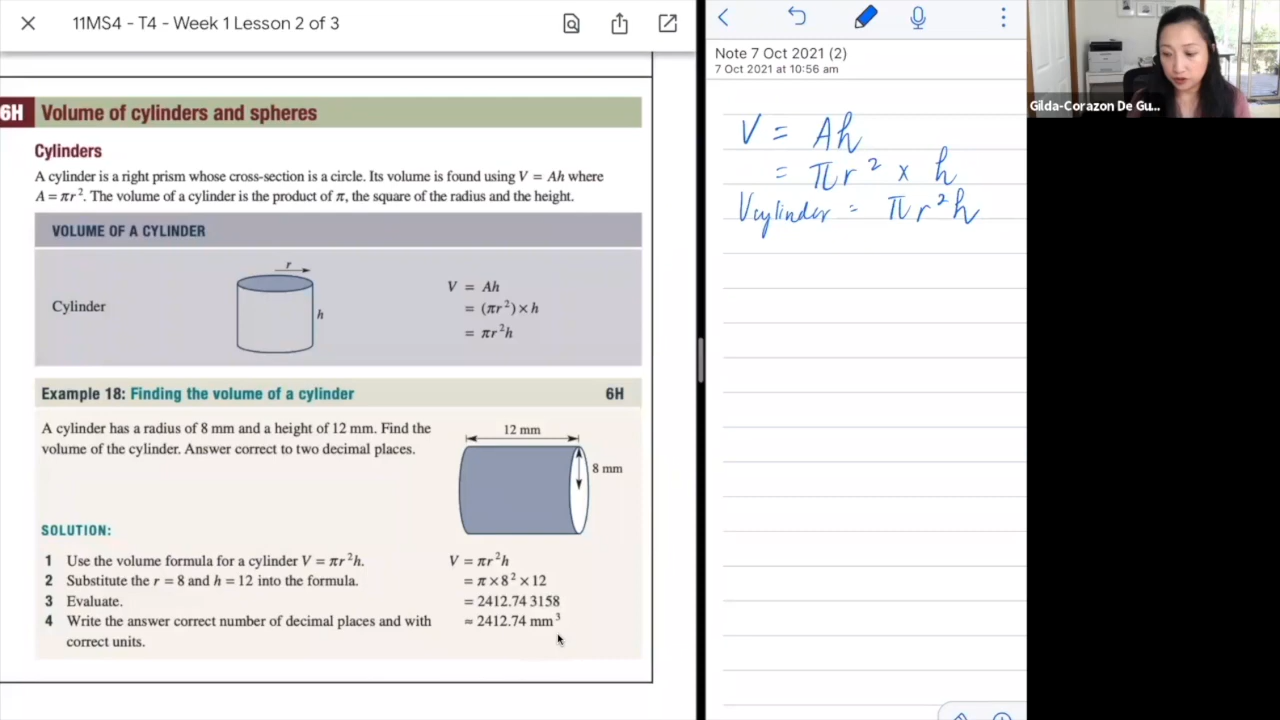 11MS4 - T4 - Week 1 Lesson 2 of 3
6H Volume of cylinders and spheres
Cylinders
A cylinder is a right prism whose cross-section is a circle. Its volume is found using V = Ah where
A = πr². The volume of a cylinder is the product of π, the square of the radius and the height.
VOLUME OF A CYLINDER
Cylinder
r
h
V = Ah
= (πr²) × h
= πr²h
Example 18: Finding the volume of a cylinder 6H
A cylinder has a radius of 8 mm and a height of 12 mm. Find the
volume of the cylinder. Answer correct to two decimal places.
12 mm
8 mm
SOLUTION:
1 Use the volume formula for a cylinder V = πr²h.
2 Substitute the r = 8 and h = 12 into the formula.
3 Evaluate.
4 Write the answer correct number of decimal places and with
correct units.
V = πr²h
= π × 8² × 12
= 2412.74 3158
≈ 2412.74 mm³
Note 7 Oct 2021 (2)
7 Oct 2021 at 10:56 am
V = Ah
= πr² × h
Vcylinder = πr²h
Gilda-Corazon De Gu...